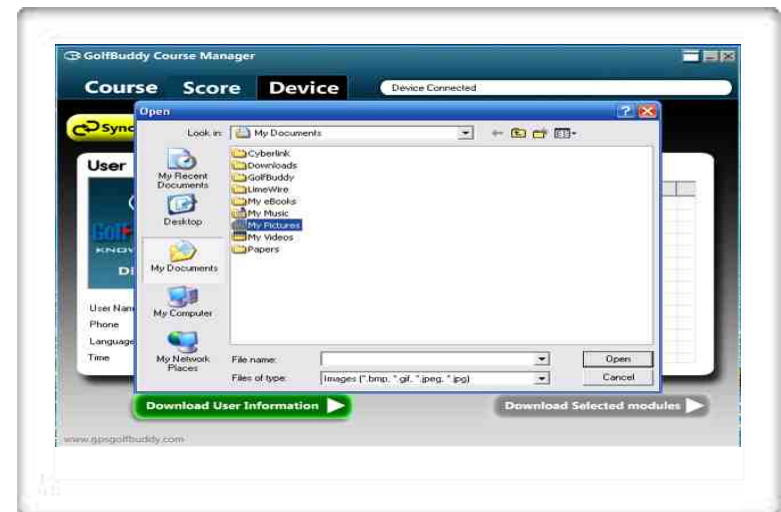 GolfBuddy Course Manager
Course Score Device Device Connected
Open
Sync
Look in: My Documents
User
My Recent Documents
Desktop
My Documents
My Computer
My Network Places
Cyberlink
Downloads
GolfBuddy
LimeWire
My eBooks
My Music
My Pictures
My Videos
Papers
KNOW
User Nam
Phone
Language
Time
File name: Open
Files of type: Images (*.bmp, *.gif, *.jpeg, *.jpg) Cancel
Download User Information Download Selected modules
www.gpsgolfbuddy.com